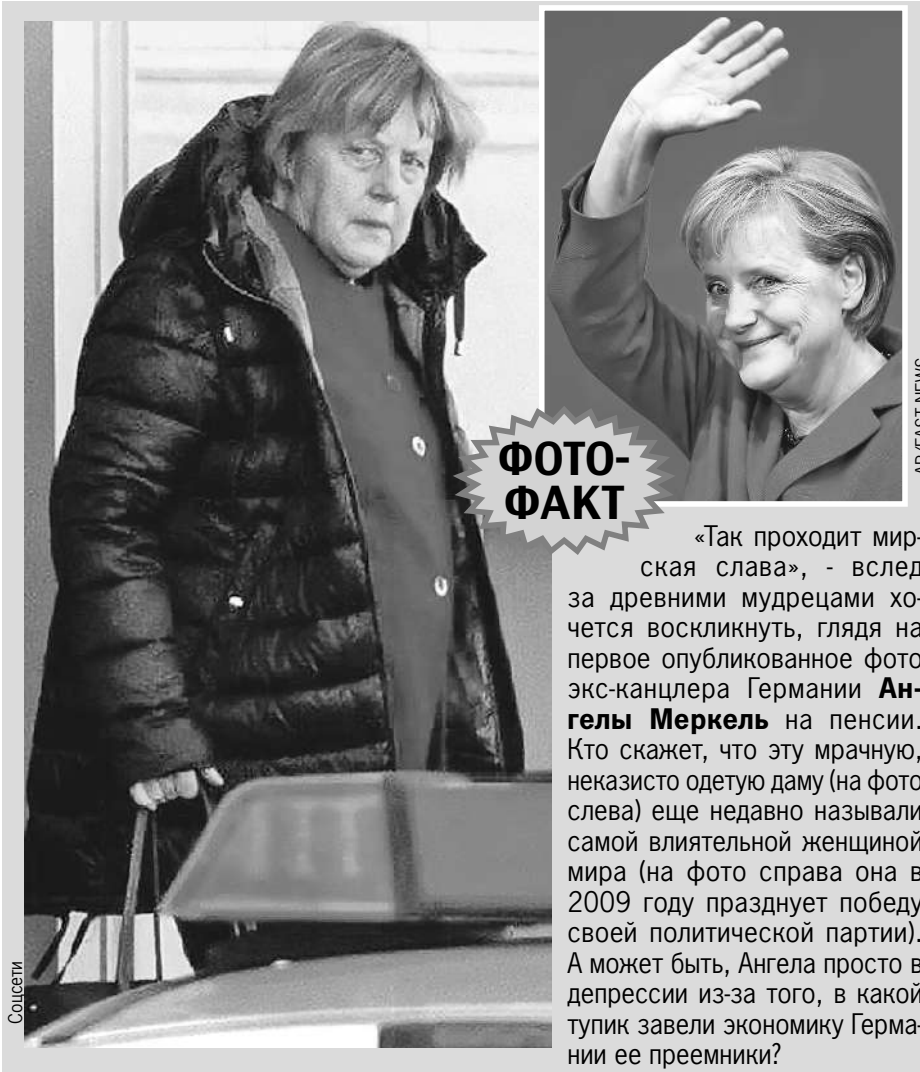 ФОТО-
ФАКТ
«Так проходит мир-
ская слава», - вслед
за древними мудрецами хо-
чется воскликнуть, глядя на
первое опубликованное фото
экс-канцлера Германии Ан-
гелы Меркель на пенсии.
Кто скажет, что эту мрачную,
неказисто одетую даму (на фото
слева) еще недавно называли
самой влиятельной женщиной
мира (на фото справа она в
2009 году празднует победу
своей политической партии).
А может быть, Ангела просто в
депрессии из-за того, в какой
тупик завели экономику Герма-
нии ее преемники?
Соцсети